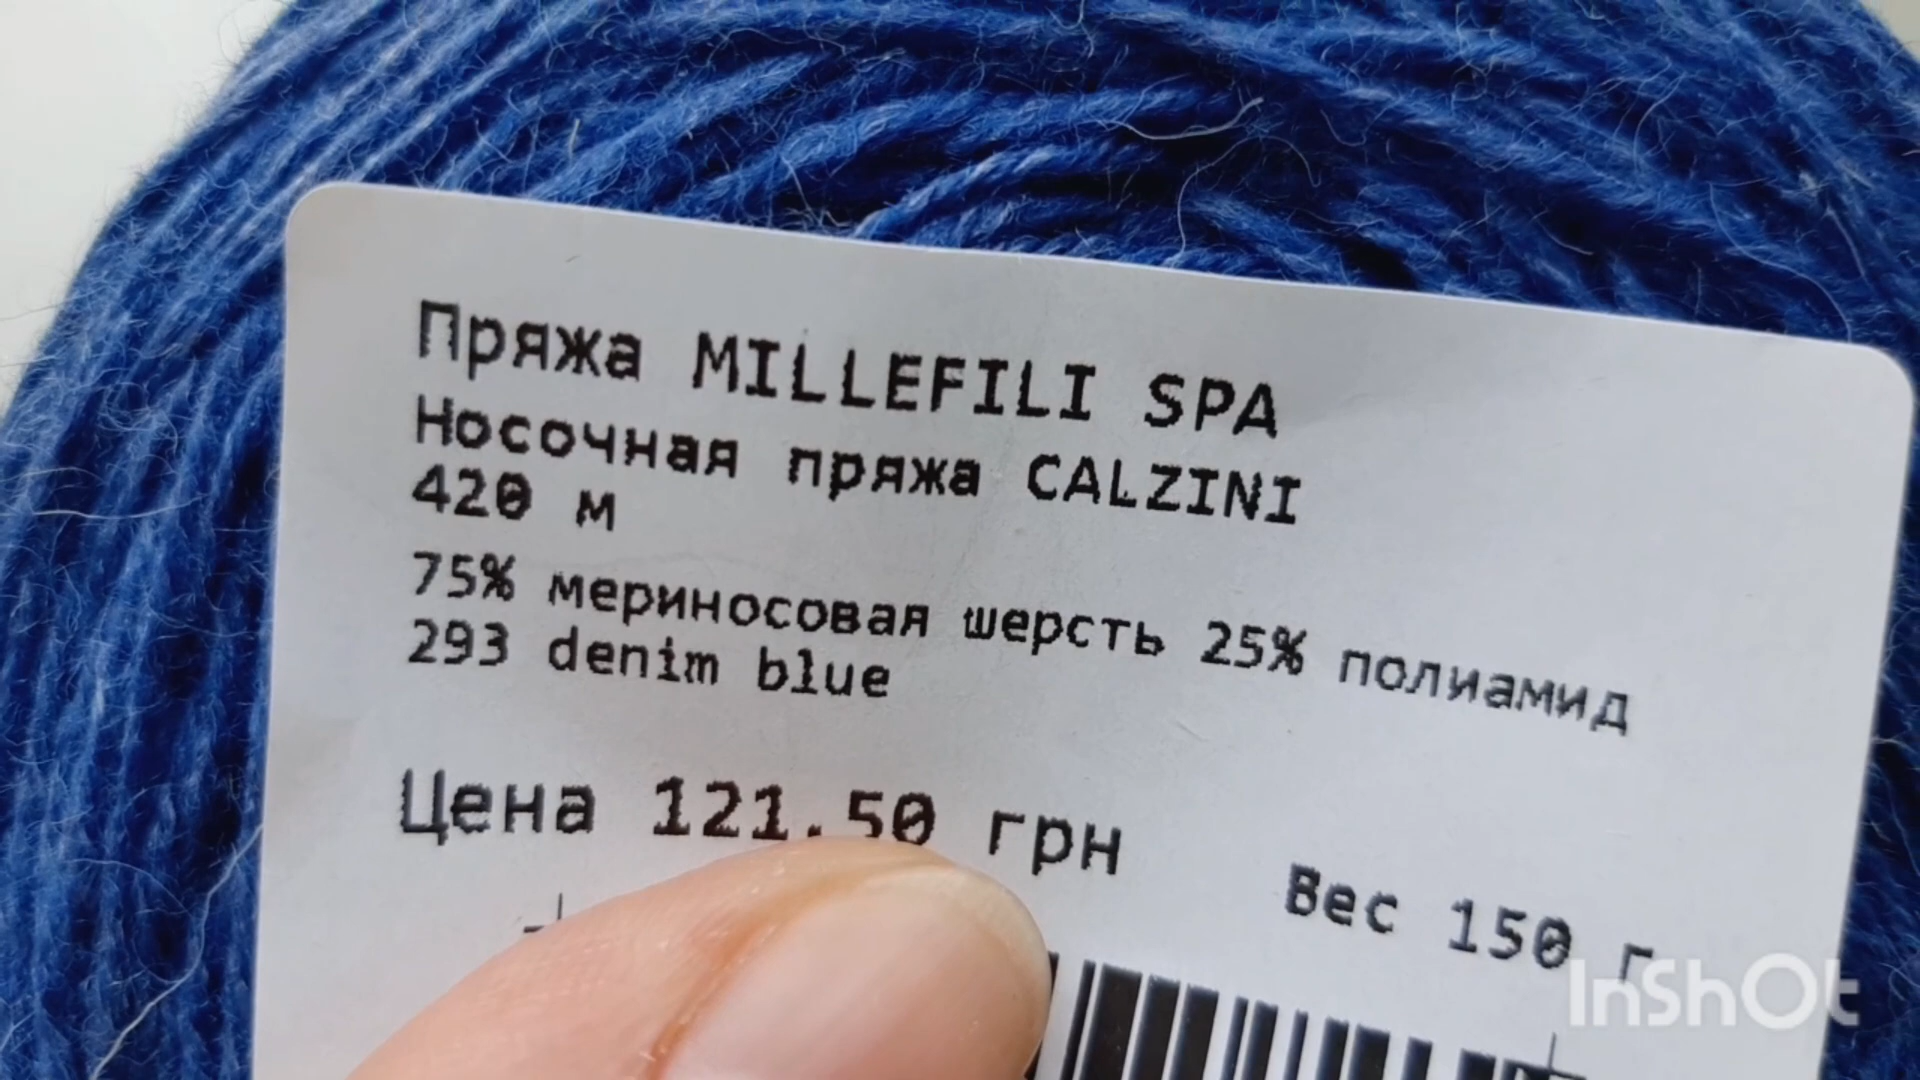 Пряжа MILLEFILI SPA
Носочная пряжа CALZINI
420 м
75% мериносовая шерсть 25% полиамид
293 denim blue
Цена 121.50 грн
Вес 150 г
InShOt